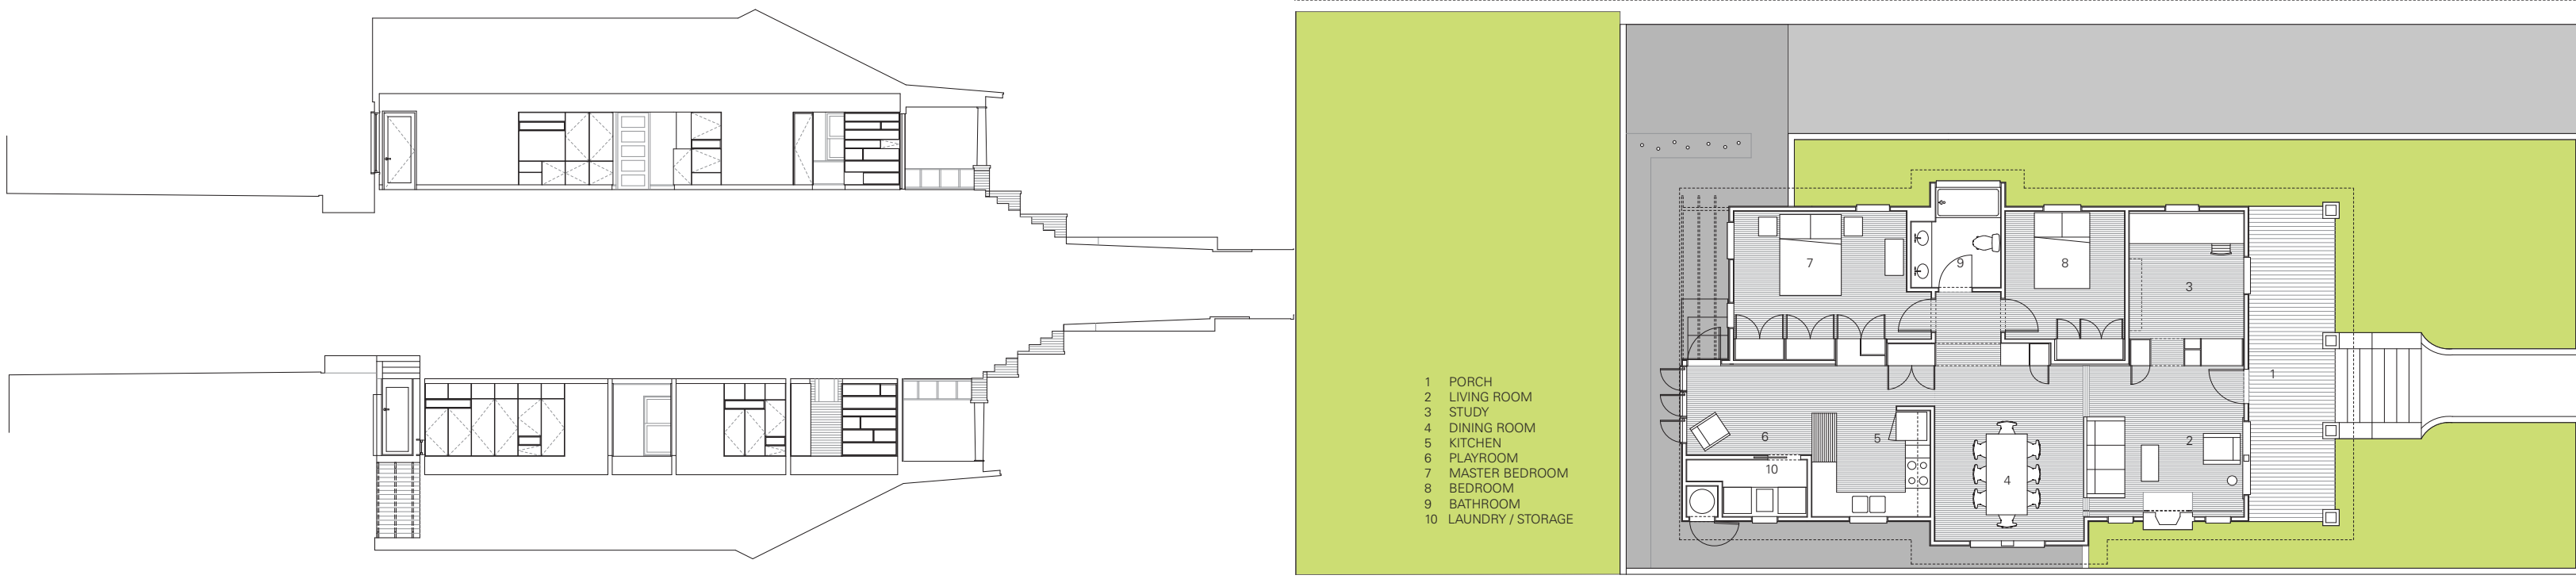 1 PORCH
2 LIVING ROOM
3 STUDY
4 DINING ROOM
5 KITCHEN
6 PLAYROOM
7 MASTER BEDROOM
8 BEDROOM
9 BATHROOM
10 LAUNDRY / STORAGE
7
9
8
3
1
6
5
2
10
4